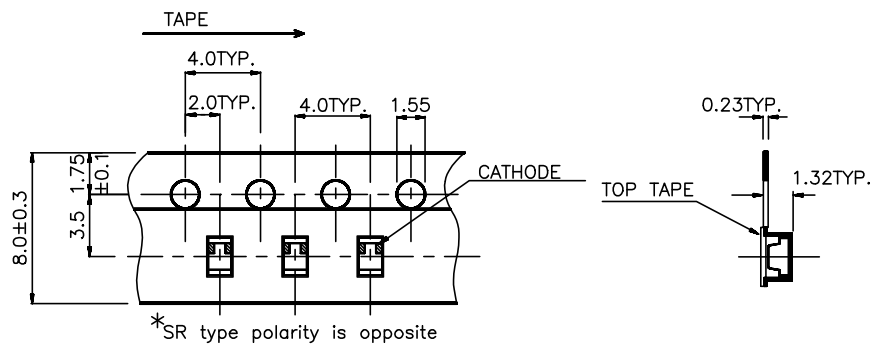 TAPE
4.0TYP.
2.0TYP.
4.0TYP.
1.55
0.23TYP.
1.75
±0.1
CATHODE
TOP TAPE
1.32TYP.
8.0±0.3
3.5
*SR type polarity is opposite